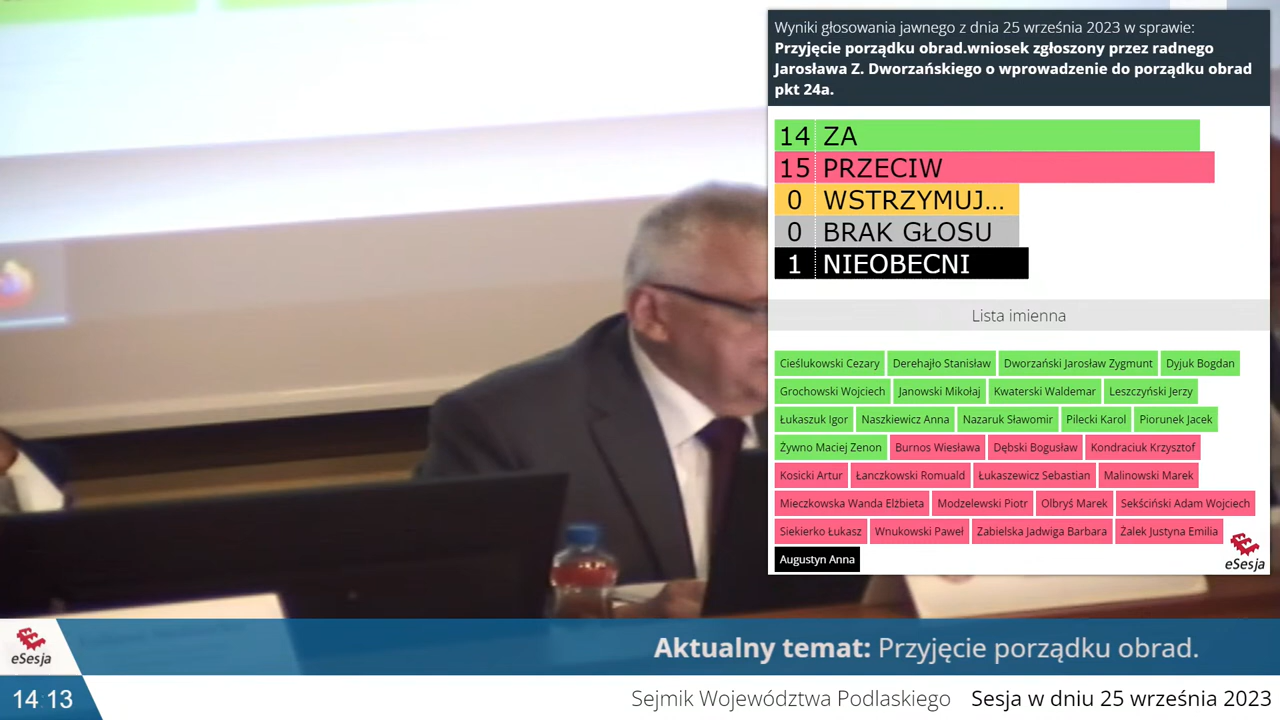 Wyniki głosowania jawnego z dnia 25 września 2023 w sprawie:
Przyjęcie porządku obrad.wniosek zgłoszony przez radnego
Jarosława Z. Dworzańskiego o wprowadzenie do porządku obrad
pkt 24a.
14 ZA
15 PRZECIW
0 WSTRZYMUJ...
0 BRAK GŁOSU
1 NIEOBECNI
Lista imienna
Cieślukowski Cezary Derehajło Stanisław Dworzański Jarosław Zygmunt Dyjuk Bogdan
Grochowski Wojciech Janowski Mikołaj Kwaterski Waldemar Leszczyński Jerzy
Łukaszuk Igor Naszkiewicz Anna Nazaruk Sławomir Pilecki Karol Piorunek Jacek
Żywno Maciej Zenon Burnos Wiesława Dębski Bogusław Kondraciuk Krzysztof
Kosicki Artur Łanczkowski Romuald Łukaszewicz Sebastian Malinowski Marek
Mieczkowska Wanda Elżbieta Modzelewski Piotr Olbryś Marek Sekściński Adam Wojciech
Siekierko Łukasz Wnukowski Paweł Zabielska Jadwiga Barbara Żalek Justyna Emilia
Augustyn Anna
eSesja
eSesja
Aktualny temat: Przyjęcie porządku obrad.
14:13
Sejmik Województwa Podlaskiego Sesja w dniu 25 września 2023